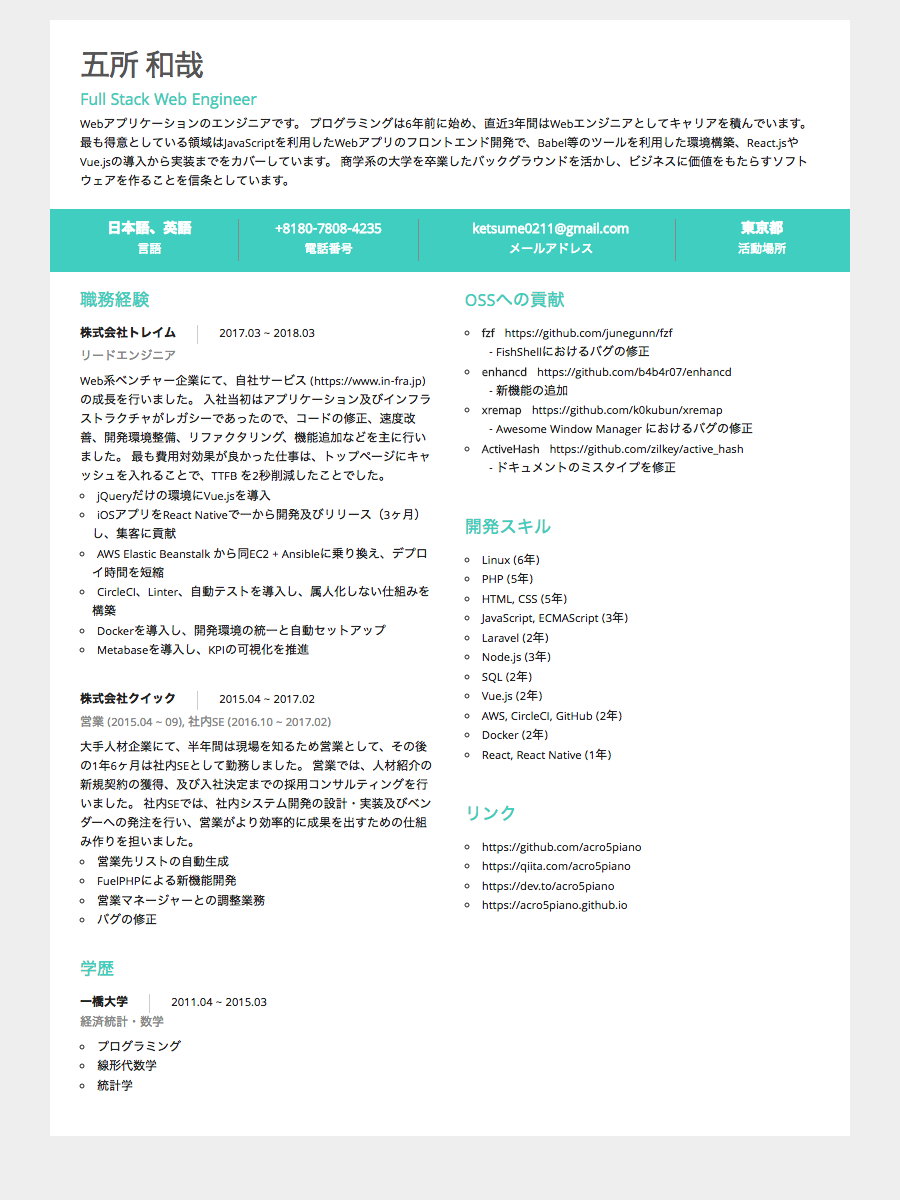 五所 和哉
Full Stack Web Engineer
Webアプリケーションのエンジニアです。 プログラミングは6年前に始め、直近3年間はWebエンジニアとしてキャリアを積んでいます。
最も得意としている領域はJavaScriptを利用したWebアプリのフロントエンド開発で、Babel等のツールを利用した環境構築、React.jsや
Vue.jsの導入から実装までをカバーしています。 商学系の大学を卒業したバックグラウンドを活かし、ビジネスに価値をもたらすソフト
ウェアを作ることを信条としています。
日本語、英語
言語
+8180-7808-4235
電話番号
ketsume0211@gmail.com
メールアドレス
東京都
活動場所
職務経験
株式会社トレイム 2017.03 ~ 2018.03
リードエンジニア
Web系ベンチャー企業にて、自社サービス (https://www.in-fra.jp)
の成長を行いました。 入社当初はアプリケーション及びインフラ
ストラクチャがレガシーであったので、コードの修正、速度改
善、開発環境整備、リファクタリング、機能追加などを主に行い
ました。 最も費用対効果が良かった仕事は、トップページにキャ
ッシュを入れることで、TTFB を2秒削減したことでした。
jQueryだけの環境にVue.jsを導入
iOSアプリをReact Nativeで一から開発及びリリース（3ヶ月）
し、集客に貢献
AWS Elastic Beanstalk から同EC2 + Ansibleに乗り換え、デプロ
イ時間を短縮
CircleCI、Linter、自動テストを導入し、属人化しない仕組みを
構築
Dockerを導入し、開発環境の統一と自動セットアップ
Metabaseを導入し、KPIの可視化を推進
株式会社クイック 2015.04 ~ 2017.02
営業 (2015.04 ~ 09), 社内SE (2016.10 ~ 2017.02)
大手人材企業にて、半年間は現場を知るため営業として、その後
の1年6ヶ月は社内SEとして勤務しました。 営業では、人材紹介の
新規契約の獲得、及び入社決定までの採用コンサルティングを行
いました。 社内SEでは、社内システム開発の設計・実装及びベン
ダーへの発注を行い、営業がより効率的に成果を出すための仕組
み作りを担いました。
営業先リストの自動生成
FuelPHPによる新機能開発
営業マネージャーとの調整業務
バグの修正
学歴
一橋大学 2011.04 ~ 2015.03
経済統計・数学
プログラミング
線形代数学
統計学
OSSへの貢献
fzf https://github.com/junegunn/fzf
- FishShellにおけるバグの修正
enhancd https://github.com/b4b4r07/enhancd
- 新機能の追加
xremap https://github.com/k0kubun/xremap
- Awesome Window Manager におけるバグの修正
ActiveHash https://github.com/zilkey/active_hash
- ドキュメントのミスタイプを修正
開発スキル
Linux (6年)
PHP (5年)
HTML, CSS (5年)
JavaScript, ECMAScript (3年)
Laravel (2年)
Node.js (3年)
SQL (2年)
Vue.js (2年)
AWS, CircleCI, GitHub (2年)
Docker (2年)
React, React Native (1年)
リンク
https://github.com/acro5piano
https://qiita.com/acro5piano
https://dev.to/acro5piano
https://acro5piano.github.io